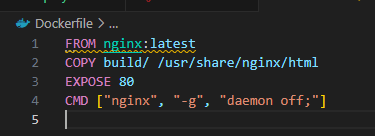 Dockerfile > ...
1 FROM nginx:latest
2 COPY build/ /usr/share/nginx/html
3 EXPOSE 80
4 CMD ["nginx", "-g", "daemon off;"]
5